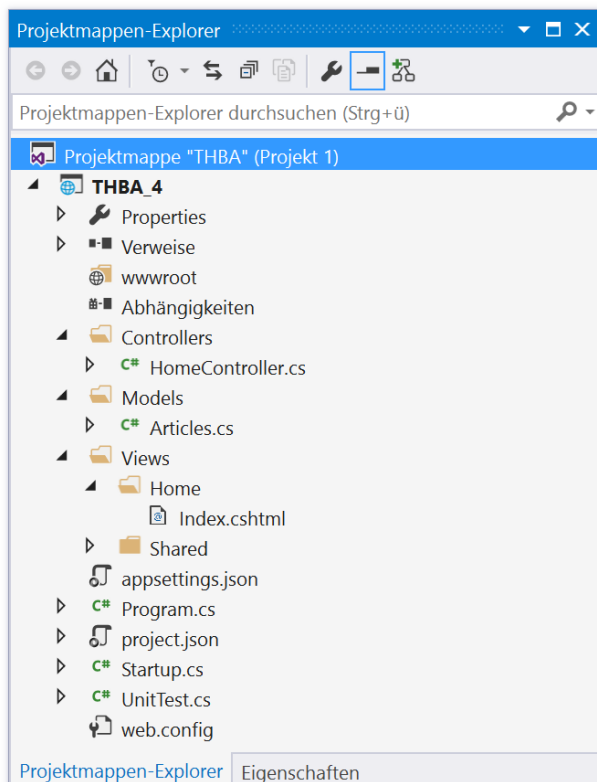 Projektmappen-Explorer
Projektmappen-Explorer durchsuchen (Strg+ü)
Projektmappe "THBA" (Projekt 1)
THBA_4
Properties
Verweise
wwwroot
Abhängigkeiten
Controllers
C# HomeController.cs
Models
C# Articles.cs
Views
Home
Index.cshtml
Shared
appsettings.json
C# Program.cs
project.json
C# Startup.cs
C# UnitTest.cs
web.config
Projektmappen-Explorer Eigenschaften